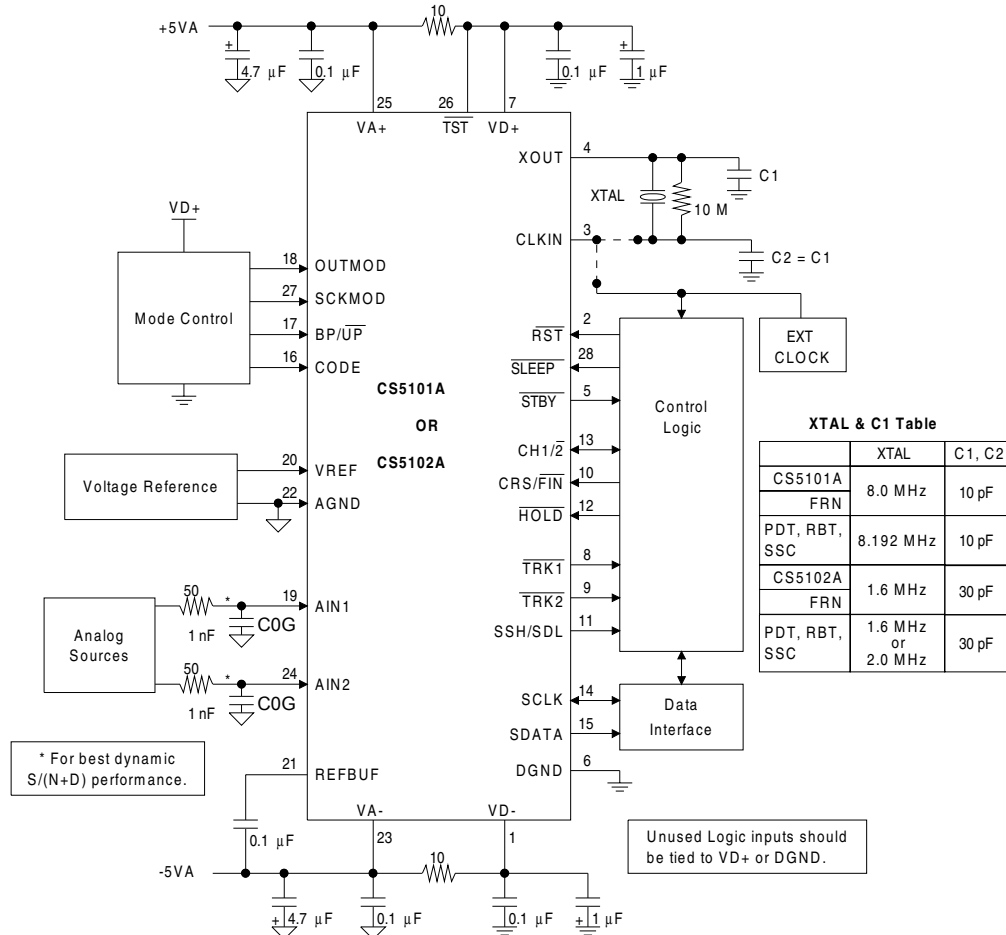 10
+5VA
+
4.7 µF
0.1 µF
0.1 µF
+
1 µF
25
26
7
VA+
TST
VD+
XOUT
4
C1
XTAL
10 M
CLKIN
3
C2 = C1
VD+
Mode Control
18
OUTMOD
27
SCKMOD
17
BP/UP
16
CODE
EXT
CLOCK
RST
2
SLEEP
28
STBY
5
CH1/2
13
CRS/FIN
10
HOLD
12
TRK1
8
TRK2
9
SSH/SDL
11
Control
Logic
CS5101A
OR
CS5102A
Voltage Reference
20
VREF
22
AGND
XTAL & C1 Table
XTAL
C1, C2
CS5101A
FRN
8.0 MHz
10 pF
PDT, RBT,
SSC
8.192 MHz
10 pF
CS5102A
FRN
1.6 MHz
30 pF
PDT, RBT,
SSC
1.6 MHz
or
2.0 MHz
30 pF
Analog
Sources
50
*
19
AIN1
1 nF
C0G
50
*
24
AIN2
1 nF
C0G
SCLK
14
SDATA
15
Data
Interface
DGND
6
* For best dynamic
S/(N+D) performance.
21
REFBUF
0.1 µF
VA-
VD-
23
1
Unused Logic inputs should
be tied to VD+ or DGND.
-5VA
10
+
4.7 µF
0.1 µF
0.1 µF
+
1 µF